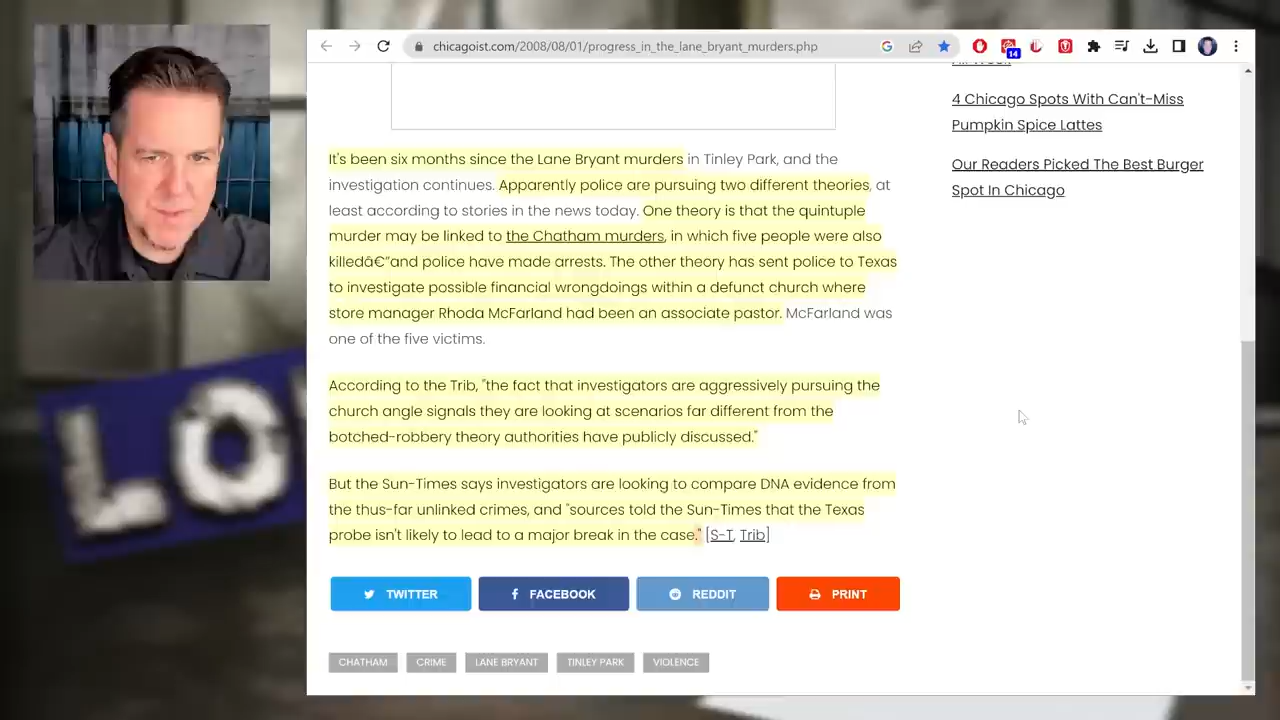 chicagoist.com/2008/08/01/progress_in_the_lane_bryant_murders.php
14
4 Chicago Spots With Can't-Miss
Pumpkin Spice Lattes
Our Readers Picked The Best Burger
Spot In Chicago
It's been six months since the Lane Bryant murders in Tinley Park, and the
investigation continues. Apparently police are pursuing two different theories, at
least according to stories in the news today. One theory is that the quintuple
murder may be linked to the Chatham murders, in which five people were also
killedâ€"and police have made arrests. The other theory has sent police to Texas
to investigate possible financial wrongdoings within a defunct church where
store manager Rhoda McFarland had been an associate pastor. McFarland was
one of the five victims.
According to the Trib, "the fact that investigators are aggressively pursuing the
church angle signals they are looking at scenarios far different from the
botched-robbery theory authorities have publicly discussed."
But the Sun-Times says investigators are looking to compare DNA evidence from
the thus-far unlinked crimes, and "sources told the Sun-Times that the Texas
probe isn't likely to lead to a major break in the case." [S-T, Trib]
TWITTER
FACEBOOK
REDDIT
PRINT
CHATHAM
CRIME
LANE BRYANT
TINLEY PARK
VIOLENCE
LO